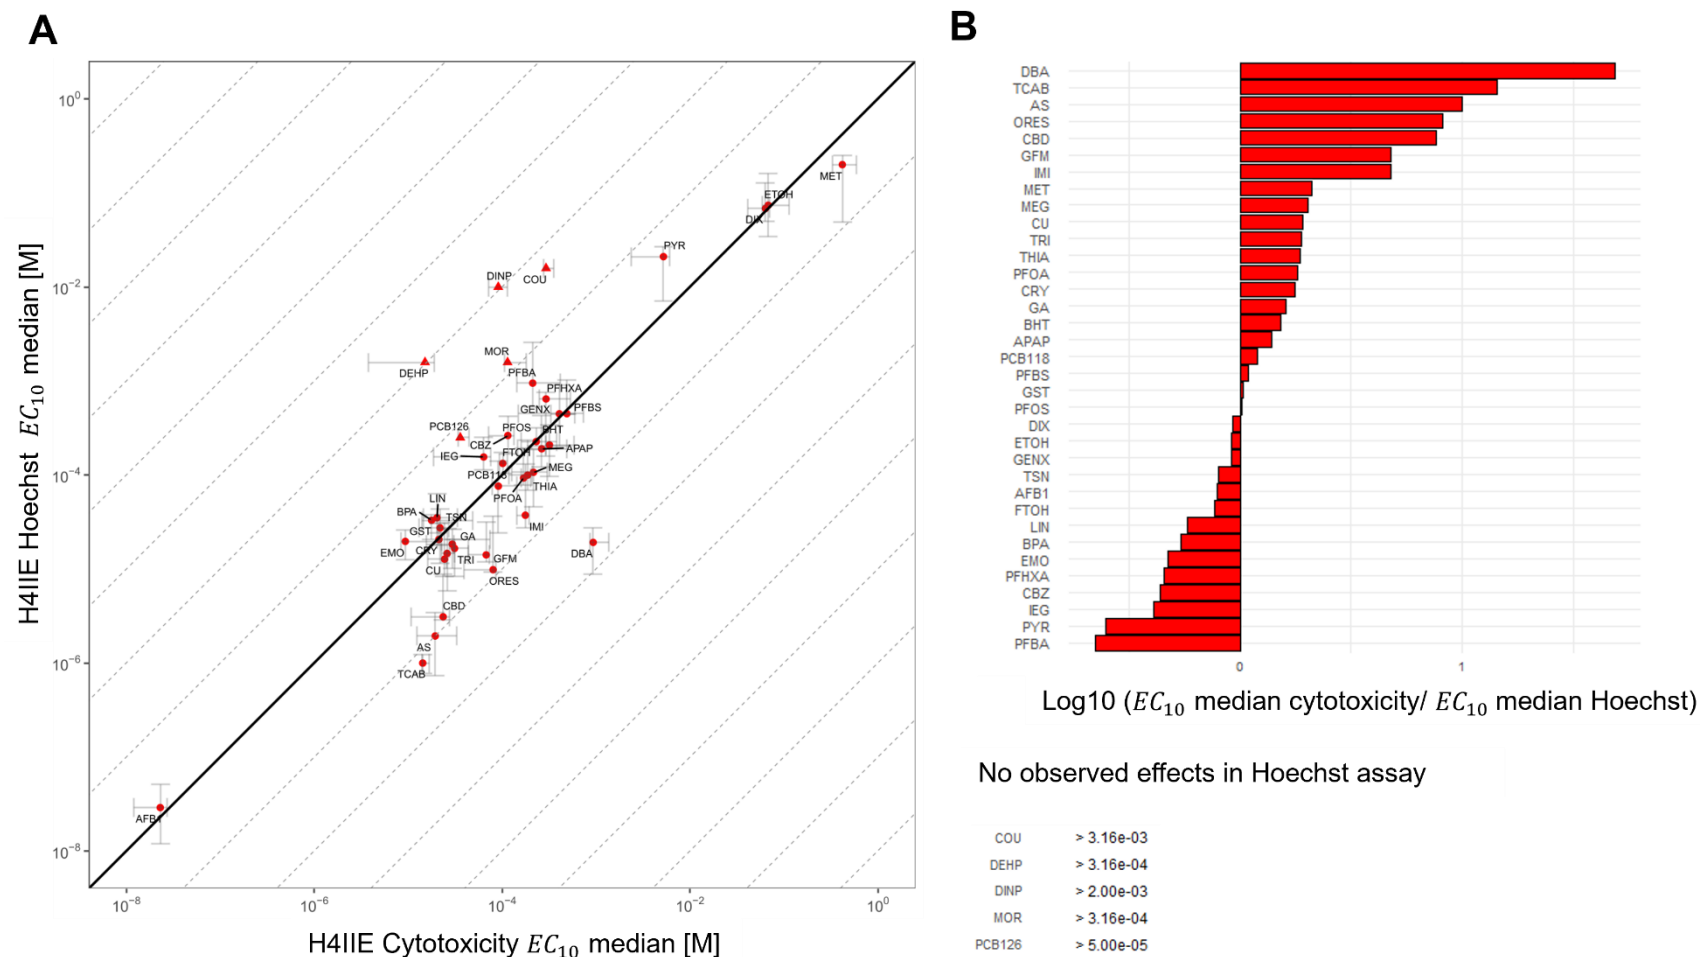 A
H4IIE Hoechst EC10 median [M]
10^0
10^-2
10^-4
10^-6
10^-8
MET
ETOH
DIX
PYR
DINP
COU
MOR
DEHP
PFBA
PFHXA
GENX
PFBS
PCB126
PFOS
BHT
CBZ
APAP
IEG
FTOH
MEG
PCB118
THIA
PFOA
LIN
BPA
TSN
IMI
GST
GA
EMO
CRY
DBA
TRI
GFM
CU
ORES
CBD
AS
TCAB
AFB1
10^-8
10^-6
10^-4
10^-2
10^0
H4IIE Cytotoxicity EC10 median [M]
B
DBA
TCAB
AS
ORES
CBD
GFM
IMI
MET
MEG
CU
TRI
THIA
PFOA
CRY
GA
BHT
APAP
PCB118
PFBS
GST
PFOS
DIX
ETOH
GENX
TSN
AFB1
FTOH
LIN
BPA
EMO
PFHXA
CBZ
IEG
PYR
PFBA
0
1
Log10 (EC10 median cytotoxicity/ EC10 median Hoechst)
No observed effects in Hoechst assay
COU > 3.16e-03
DEHP > 3.16e-04
DINP > 2.00e-03
MOR > 3.16e-04
PCB126 > 5.00e-05